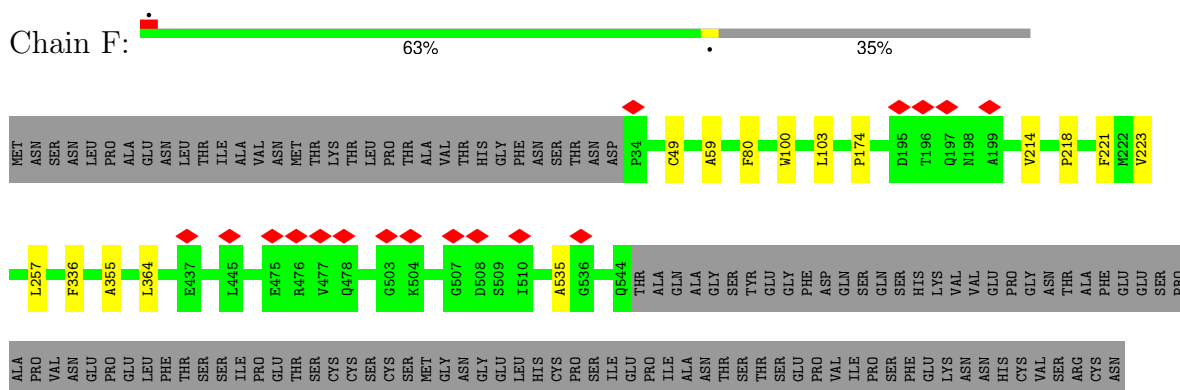 Chain F: 63% 35%
MET ASN SER ASN LEU PRO ALA GLU ASN LEU THR ILE ALA VAL ASN MET THR LYS THR LEU PRO THR ALA VAL THR HIS GLY PHE ASN SER THR ASN ASP P34 C49 A59 F80 W100 L103 P174 D195 T196 Q197 N198 A199 V214 P218 F221 M222 V223
L257 F336 A355 L364 E437 L445 E475 R476 V477 Q478 G503 K504 G507 D508 S509 I510 A535 G536 Q544 THR ALA GLN ALA GLY SER TYR GLU GLY PHE ASP GLN SER GLN SER HIS LYS VAL VAL GLU PRO GLY ASN THR ALA PHE GLU GLU SER PRO
ALA PRO VAL ASN GLU PRO GLU LEU PHE THR SER SER ILE PRO GLU THR SER CYS CYS SER CYS SER MET GLY ASN GLY GLU LEU HIS CYS PRO SER SER ILE GLU PRO ILE ALA ASN THR SER THR SER GLU PRO VAL ILE PRO SER PHE GLU LYS ASN ASN HIS CYS VAL SER ARG CYS ASN